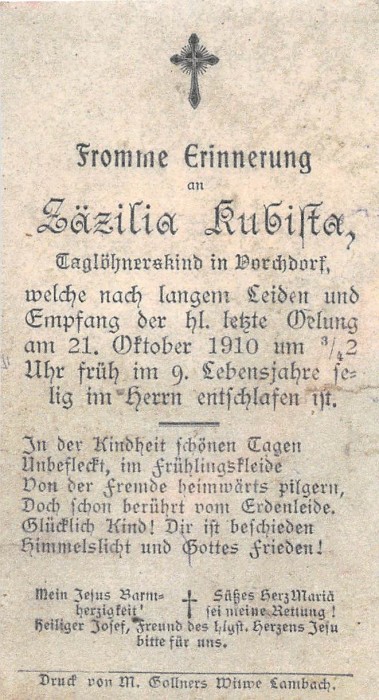 Fromme Erinnerung
an
Zäzilia Kubista,
Taglöhnerskind in Vorchdorf,
welche nach langem Leiden und
Empfang der hl. letzte Oelung
am 21. Oktober 1910 um ¾2
Uhr früh im 9. Lebensjahre se-
lig im Herrn entschlafen ist.
In der Kindheit schönen Tagen
Unbefleckt, im Frühlingskleide
Von der Fremde heimwärts pilgern,
Doch schon berührt vom Erdenleide.
Glücklich Kind! Dir ist beschieden
Himmelslicht und Gottes Frieden!
Mein Jesus Barm-
herzigkeit!
Süßes Herz Mariä
sei meine Rettung!
Heiliger Josef, Freund des hlgst. Herzens Jesu
bitte für uns.
Druck von M. Gollners Witwe Lambach.